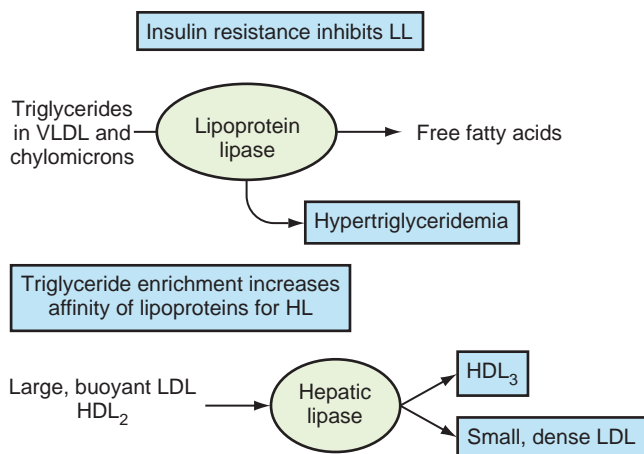 Insulin resistance inhibits LL
Triglycerides
in VLDL and
chylomicrons
Lipoprotein
lipase
Free fatty acids
Hypertriglyceridemia
Triglyceride enrichment increases
affinity of lipoproteins for HL
Large, buoyant LDL
HDL₂
Hepatic
lipase
HDL₃
Small, dense LDL